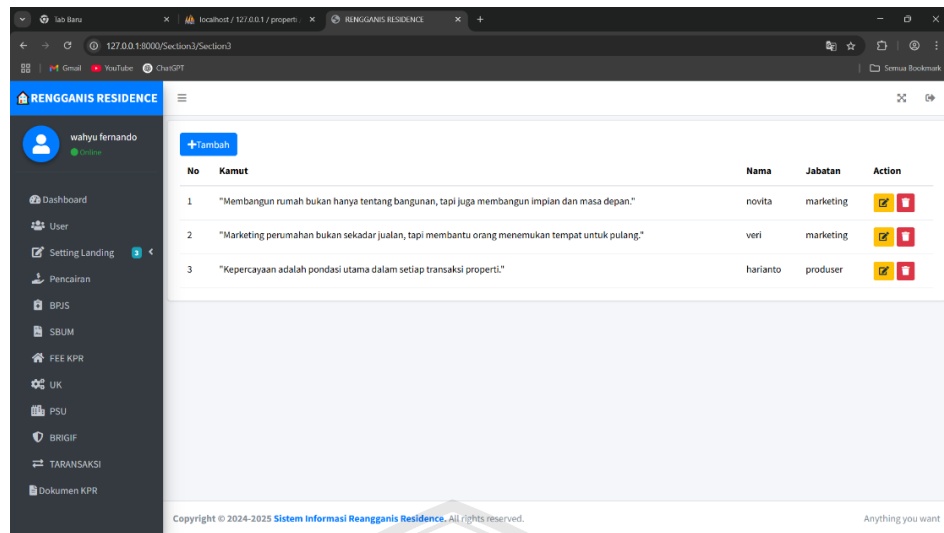 Tab Baru
localhost / 127.0.0.1 / properti
RENGGANIS RESIDENCE
127.0.0.1:8000/Section3/Section3
Gmail YouTube ChatGPT Semua Bookmark
RENGGANIS RESIDENCE
wahyu fernando
Online
Dashboard
User
Setting Landing 3
Pencairan
BPJS
SBUM
FEE KPR
UK
PSU
BRIGIF
TARANSAKSI
Dokumen KPR
+Tambah
No Kamut Nama Jabatan Action
1 "Membangun rumah bukan hanya tentang bangunan, tapi juga membangun impian dan masa depan." novita marketing
2 "Marketing perumahan bukan sekadar jualan, tapi membantu orang menemukan tempat untuk pulang." veri marketing
3 "Kepercayaan adalah pondasi utama dalam setiap transaksi properti." harianto produser
Copyright © 2024-2025 Sistem Informasi Reangganis Residence. All rights reserved. Anything you want